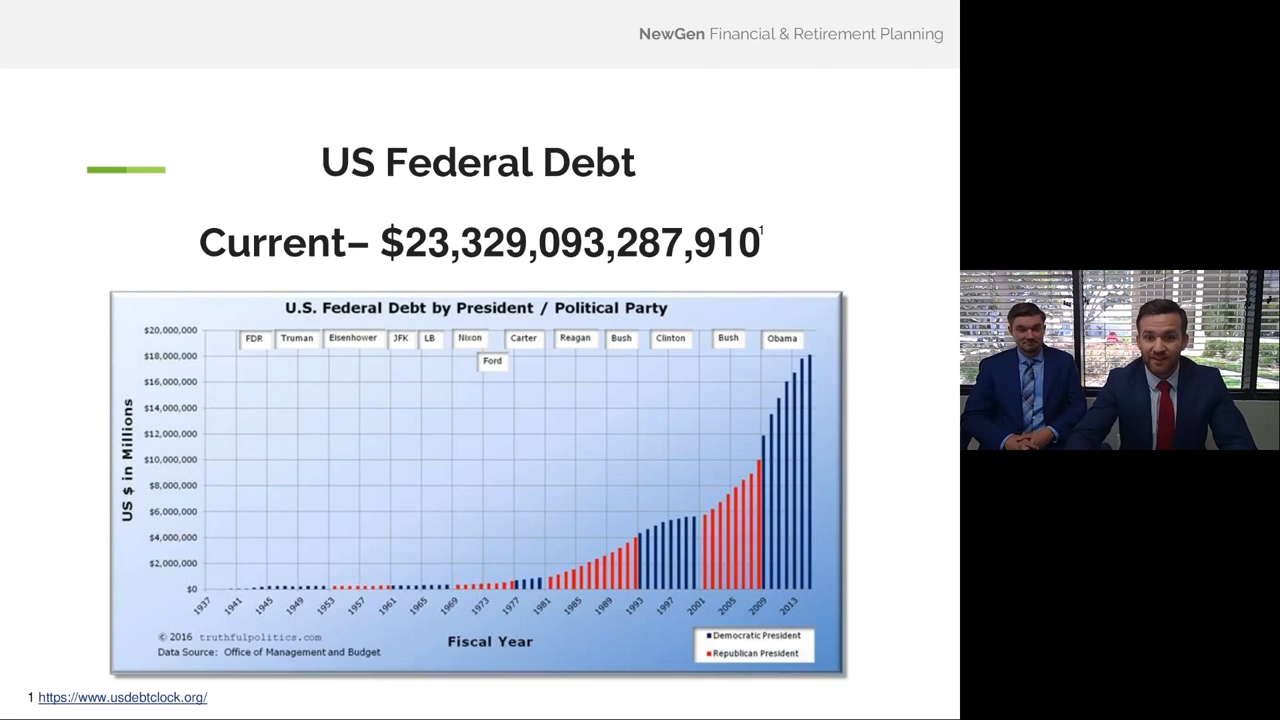 NewGen Financial & Retirement Planning
US Federal Debt
Current– $23,329,093,287,910¹
U.S. Federal Debt by President / Political Party
$20,000,000
FDR Truman Eisenhower JFK LB Nixon Carter Reagan Bush Clinton Bush Obama
Ford
$18,000,000
$16,000,000
$14,000,000
$12,000,000
$10,000,000
$8,000,000
$6,000,000
$4,000,000
$2,000,000
$0
US $ in Millions
1937 1941 1945 1949 1953 1957 1961 1965 1969 1973 1977 1981 1985 1989 1993 1997 2001 2005 2009 2013
Fiscal Year
© 2016 truthfulpolitics.com
Data Source: Office of Management and Budget
Democratic President
Republican President
1 https://www.usdebtclock.org/